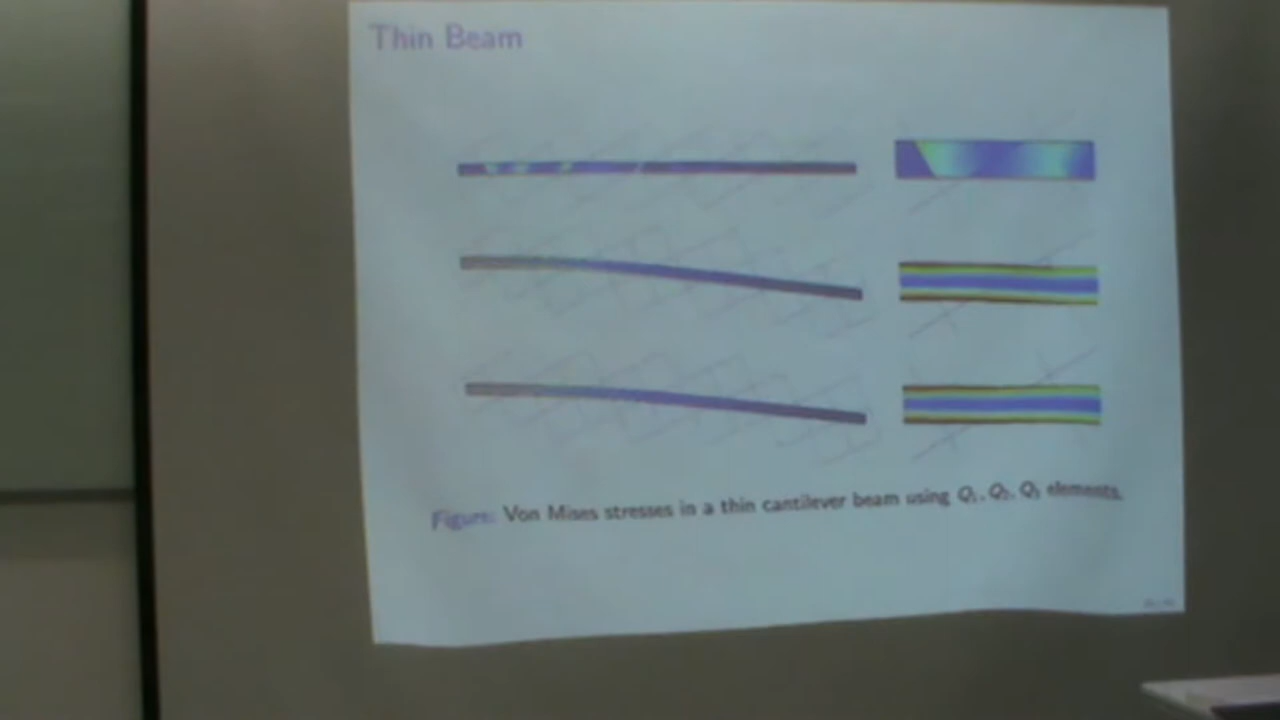 Thin Beam
Figure: Von Mises stresses in a thin cantilever beam using Q₁, Q₂, Q₃ elements.